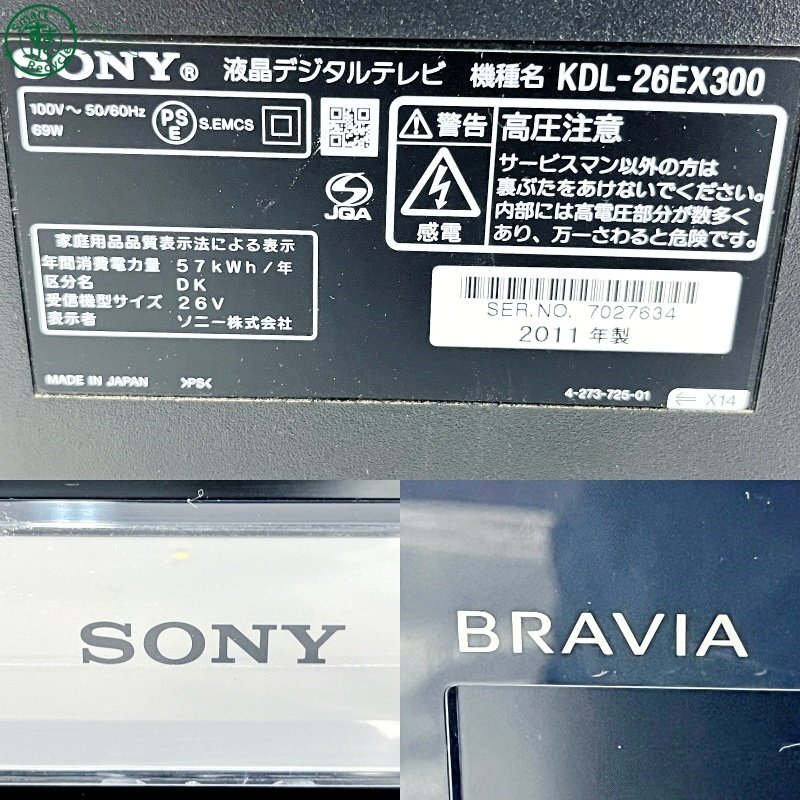 SONY® 液晶デジタルテレビ 機種名 KDL-26EX300
100V～50/60Hz
69W
PSE S.EMCS
JQA
警告 高圧注意
サービスマン以外の方は
裏ぶたをあけないでください。
内部には高電圧部分が数多く
あり、万一さわると危険です。
感電
家庭用品品質表示法による表示
年間消費電力量 57kWh/年
区分名 DK
受信機型サイズ 26V
表示者 ソニー株式会社
SER.NO. 7027634
2011年製
MADE IN JAPAN >PS<
4-273-725-01
X14
SONY
BRAVIA